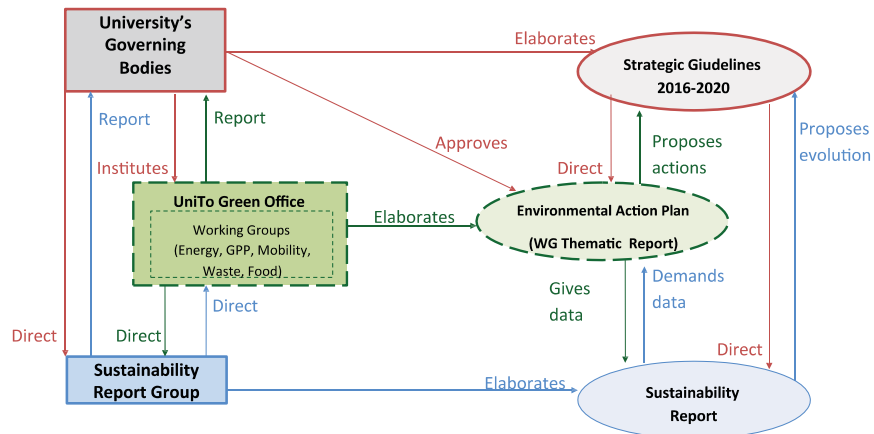 University's
Governing
Bodies
Elaborates
Strategic Giudelines
2016-2020
Report
Report
Approves
Proposes
actions
Proposes
evolution
Institutes
Direct
UniTo Green Office
Working Groups
(Energy, GPP, Mobility,
Waste, Food)
Elaborates
Environmental Action Plan
(WG Thematic Report)
Direct
Gives
data
Demands
data
Direct
Direct
Direct
Sustainability
Report Group
Elaborates
Sustainability
Report